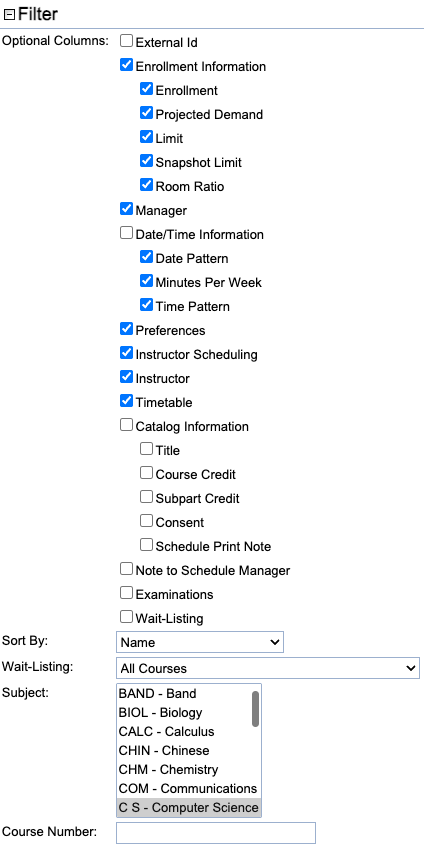 Filter
Optional Columns:
External Id
Enrollment Information
Enrollment
Projected Demand
Limit
Snapshot Limit
Room Ratio
Manager
Date/Time Information
Date Pattern
Minutes Per Week
Time Pattern
Preferences
Instructor Scheduling
Instructor
Timetable
Catalog Information
Title
Course Credit
Subpart Credit
Consent
Schedule Print Note
Note to Schedule Manager
Examinations
Wait-Listing
Sort By: Name
Wait-Listing: All Courses
Subject:
BAND - Band
BIOL - Biology
CALC - Calculus
CHIN - Chinese
CHM - Chemistry
COM - Communications
C S - Computer Science
Course Number: